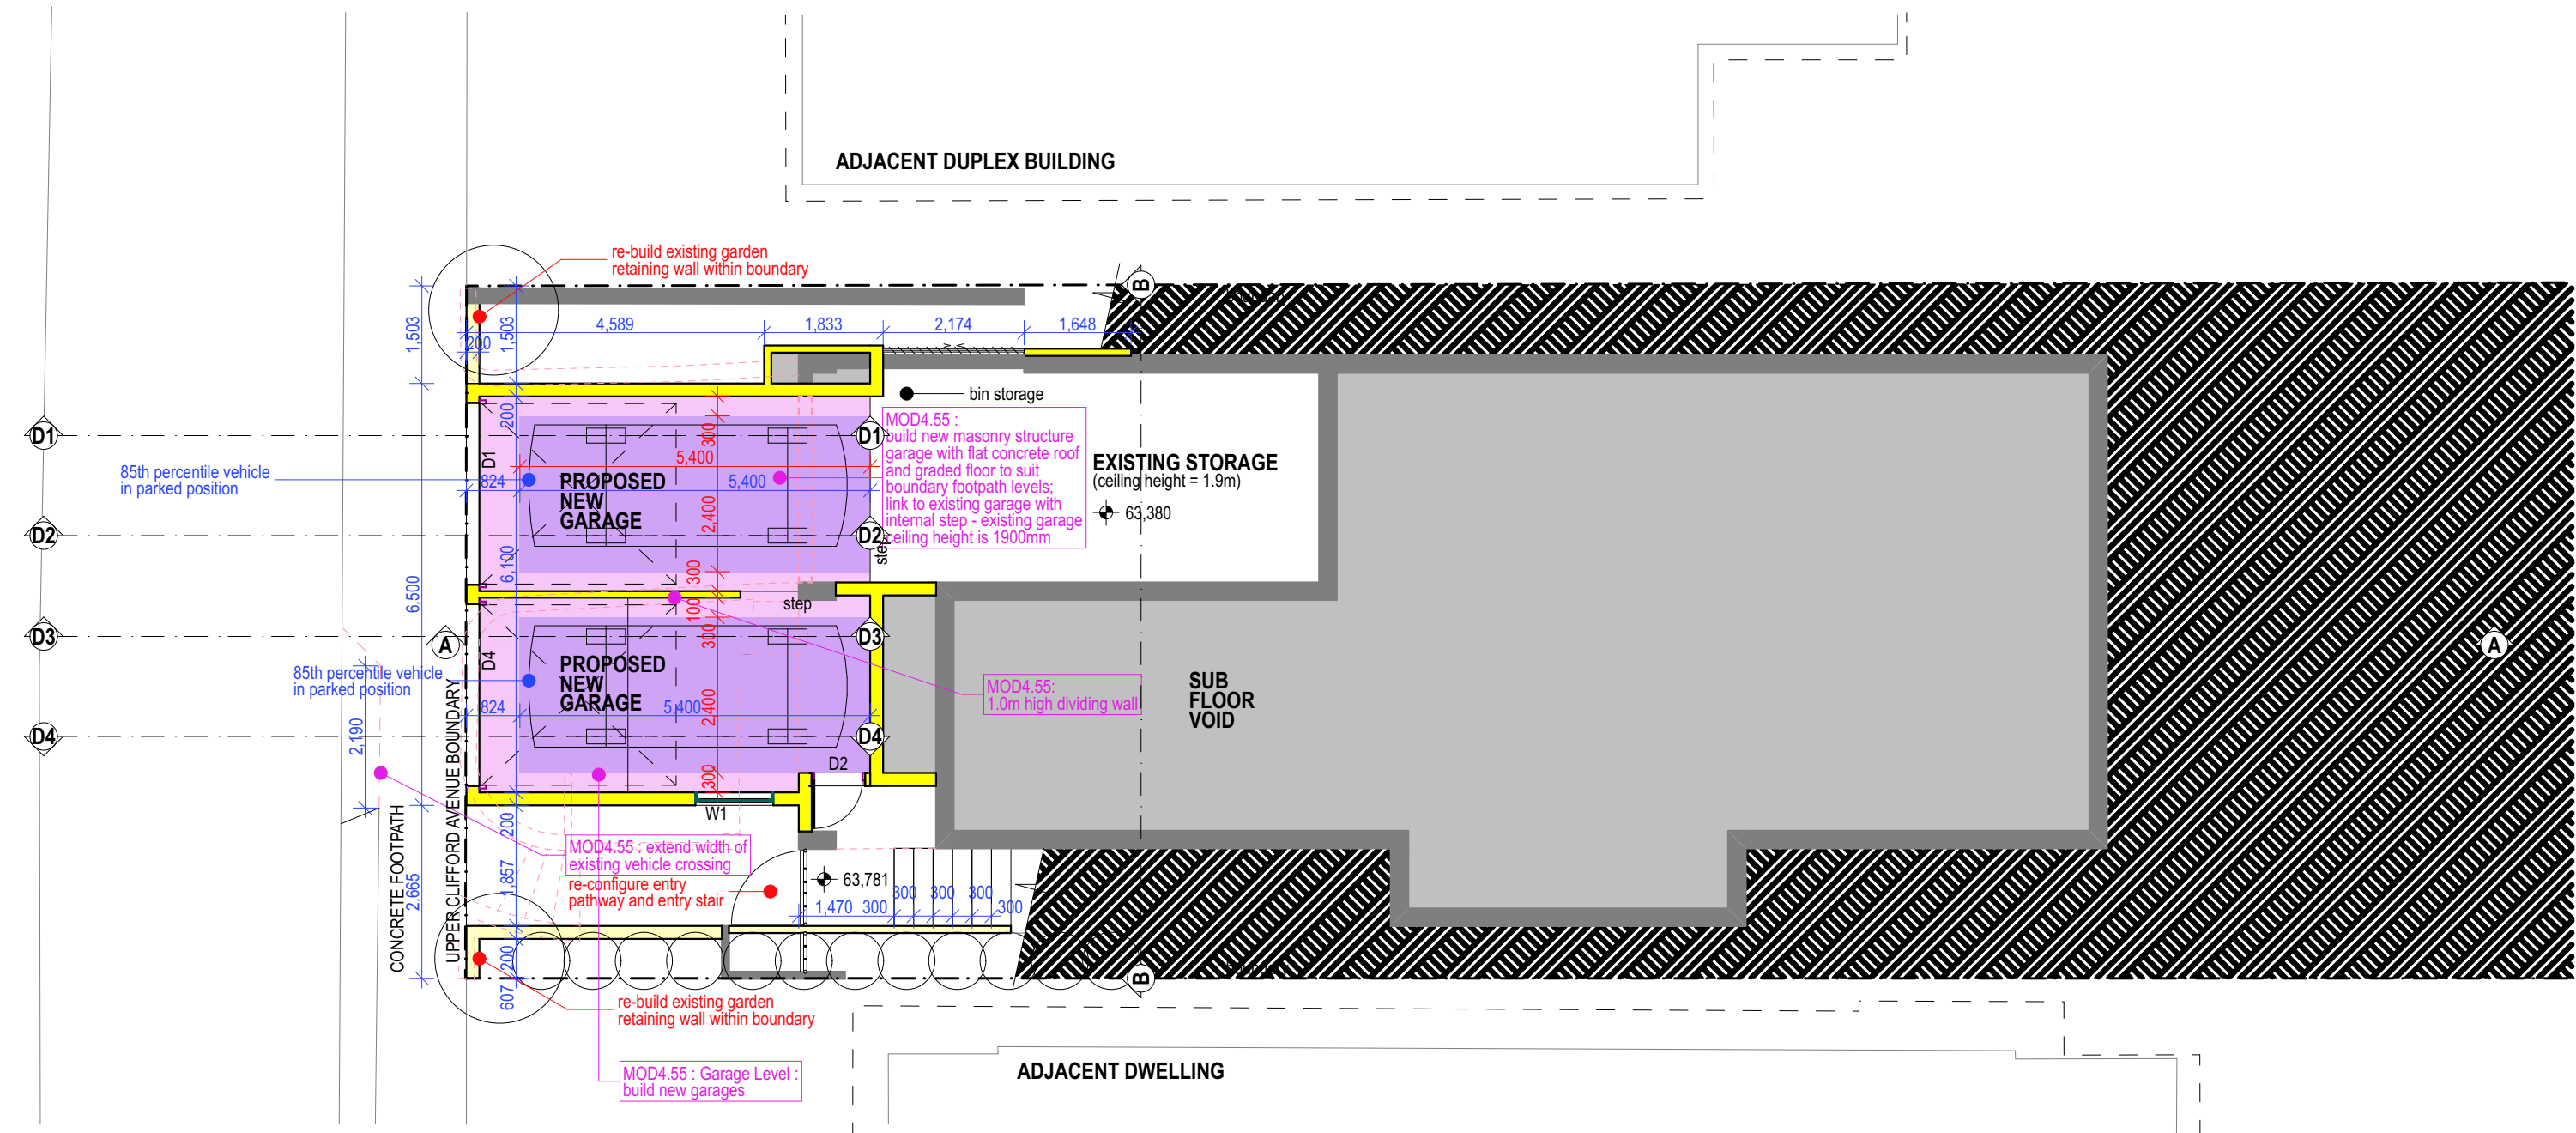 ADJACENT DUPLEX BUILDING
re-build existing garden
retaining wall within boundary
B
1,503
1,503
200
4,589
1,833
2,174
1,648
bin storage
D1
D1
D1
200
300
5,400
824
5,400
2,400
85th percentile vehicle
in parked position
PROPOSED
NEW
GARAGE
MOD4.55 :
build new masonry structure
garage with flat concrete roof
and graded floor to suit
boundary footpath levels;
link to existing garage with
internal step - existing garage
ceiling height is 1900mm
EXISTING STORAGE
(ceiling height = 1.9m)
63,380
D2
D2
step
6,500
6,100
300
100
step
D3
D3
300
A
A
D4
85th percentile vehicle
in parked position
PROPOSED
NEW
GARAGE
824
5,400
2,400
MOD4.55:
1.0m high dividing wall
SUB
FLOOR
VOID
D4
D4
2,190
300
D2
W1
200
MOD4.55 : extend width of
existing vehicle crossing
re-configure entry
pathway and entry stair
63,781
300
300
300
1,470
300
300
1,857
2,665
CONCRETE FOOTPATH
UPPER CLIFFORD AVENUE BOUNDARY
200
607
B
re-build existing garden
retaining wall within boundary
MOD4.55 : Garage Level :
build new garages
ADJACENT DWELLING